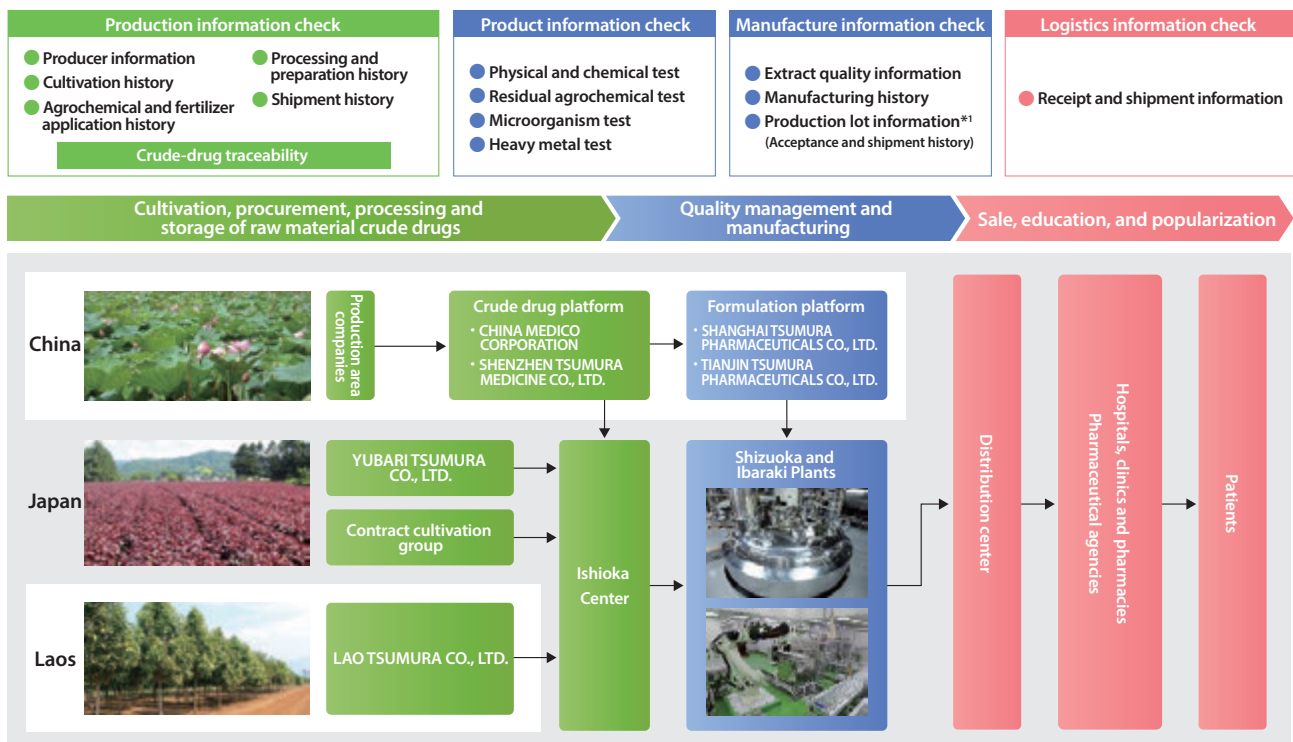 Production information check
Producer information
Cultivation history
Agrochemical and fertilizer
application history
Processing and
preparation history
Shipment history
Crude-drug traceability
Product information check
Physical and chemical test
Residual agrochemical test
Microorganism test
Heavy metal test
Manufacture information check
Extract quality information
Manufacturing history
Production lot information*1
(Acceptance and shipment history)
Logistics information check
Receipt and shipment information
Cultivation, procurement, processing and
storage of raw material crude drugs
Quality management and
manufacturing
Sale, education, and popularization
China
Production area
companies
Crude drug platform
・CHINA MEDICO
CORPORATION
・SHENZHEN TSUMURA
MEDICINE CO., LTD.
Formulation platform
・SHANGHAI TSUMURA
PHARMACEUTICALS CO., LTD.
・TIANJIN TSUMURA
PHARMACEUTICALS CO., LTD.
Japan
YUBARI TSUMURA
CO., LTD.
Contract cultivation
group
Laos
LAO TSUMURA CO., LTD.
Ishioka
Center
Shizuoka and
Ibaraki Plants
Distribution center
Hospitals, clinics and pharmacies
Pharmaceutical agencies
Patients